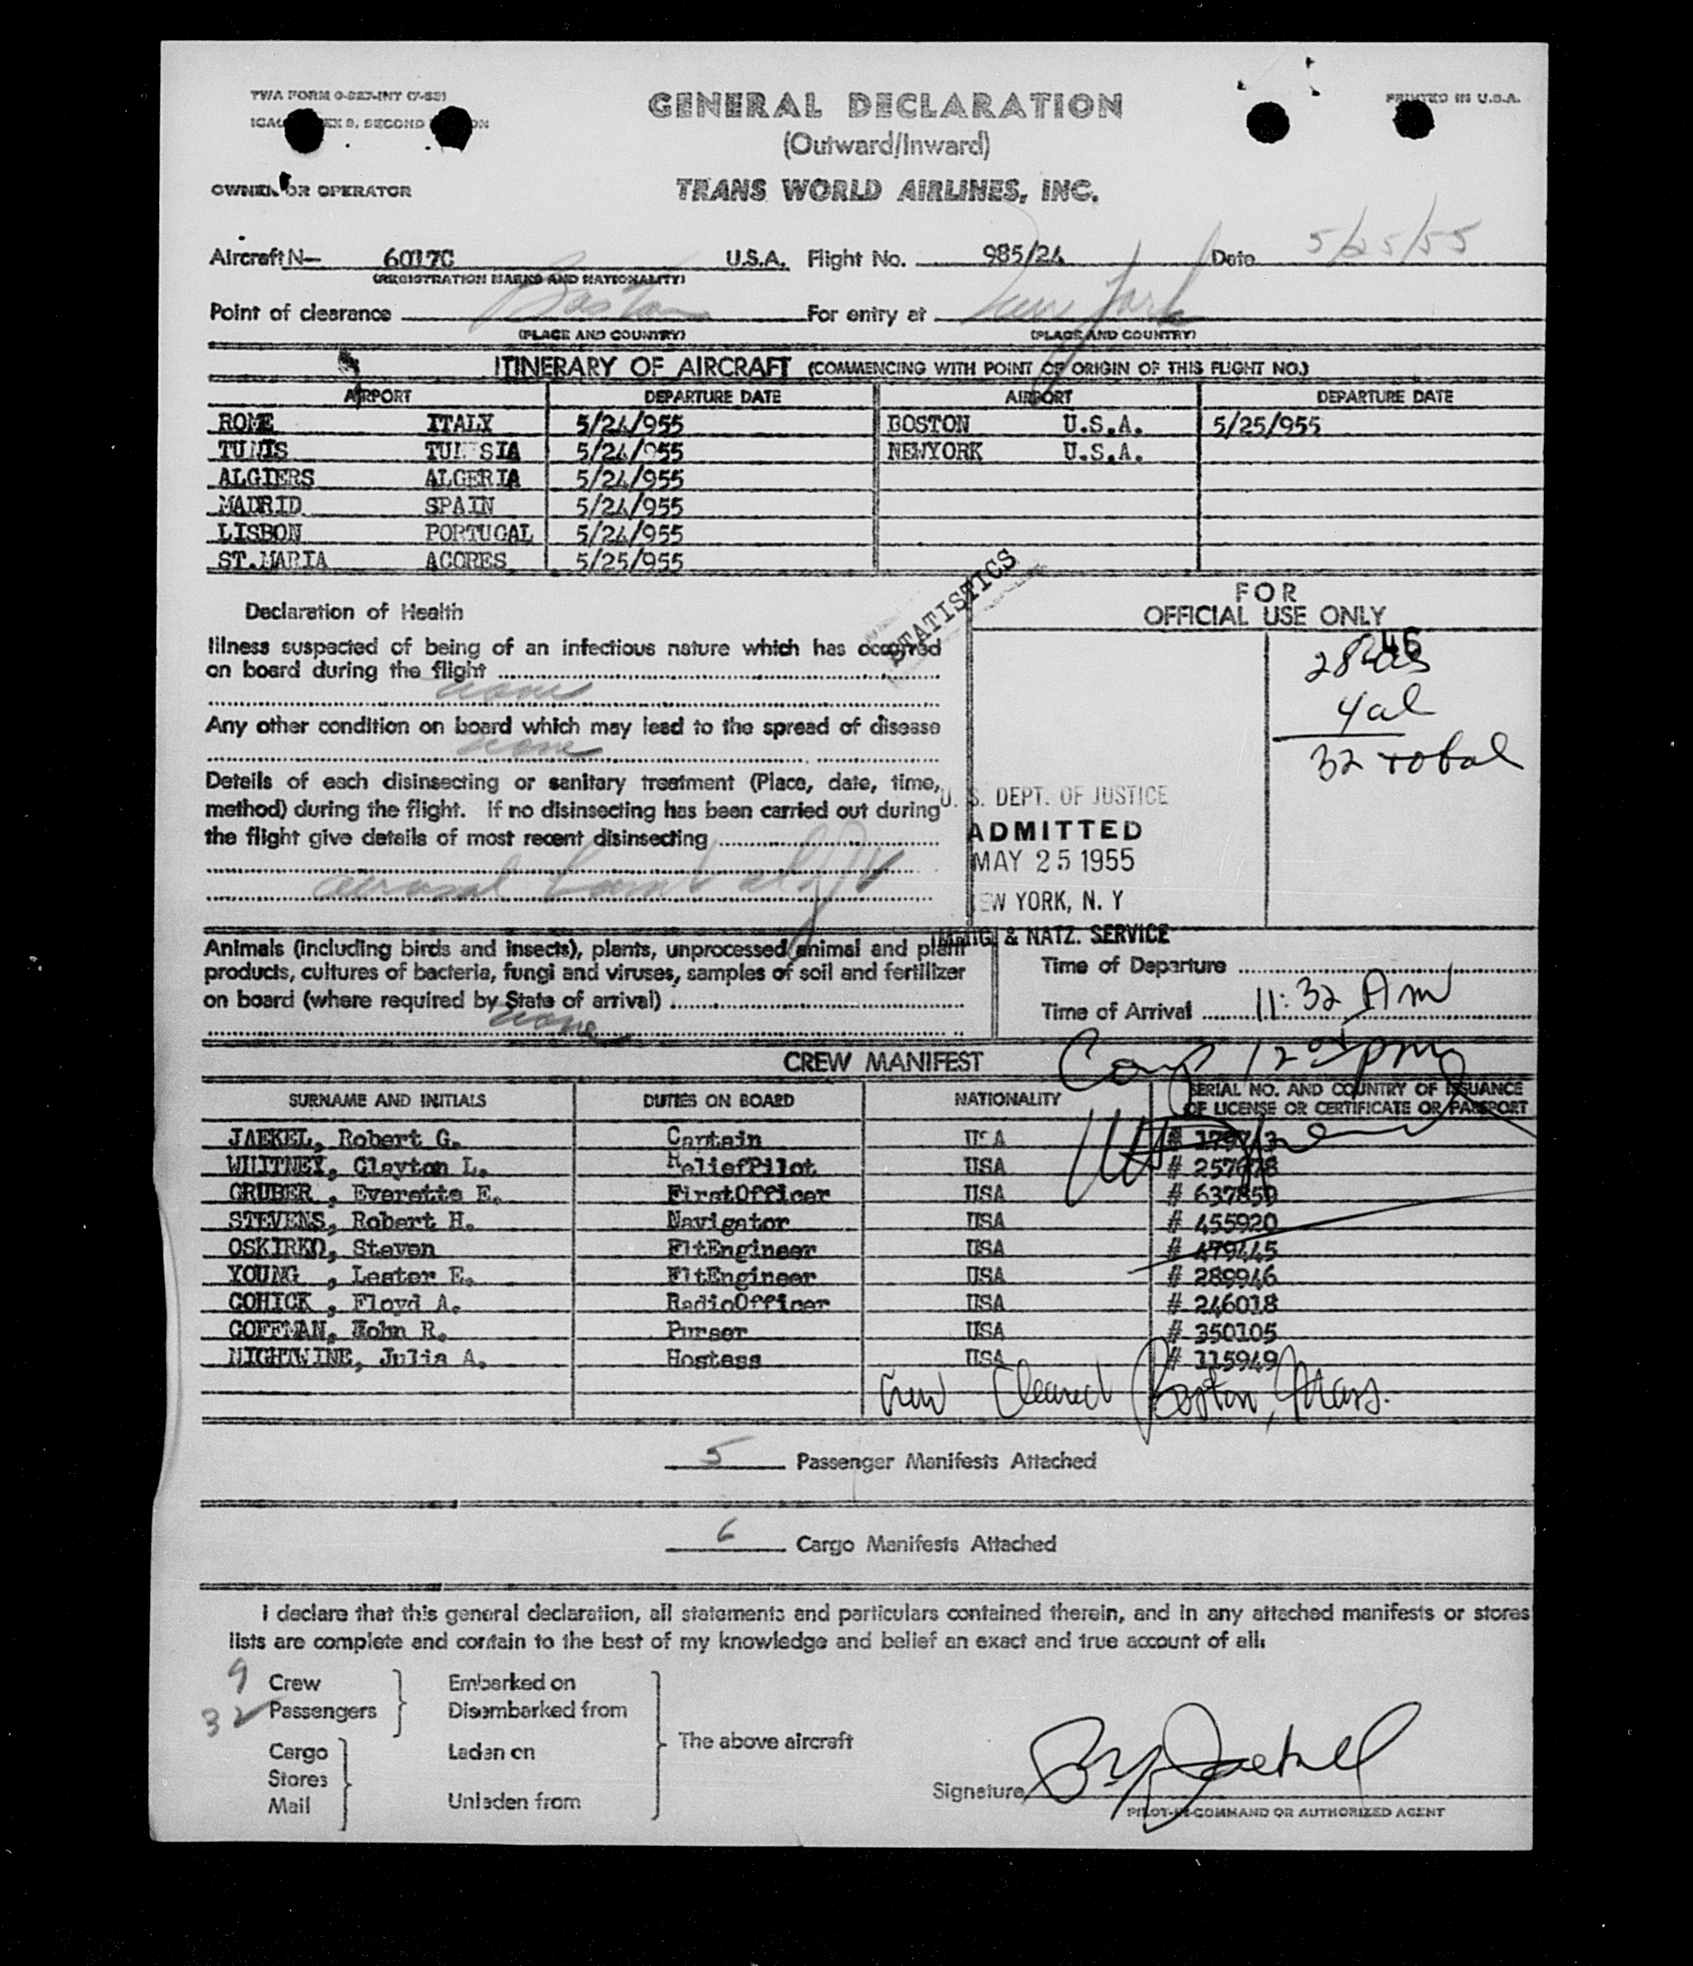 TWA FORM O-
SECOND
PRINTED IN U.S.A.
GENERAL DECLARATION
(Outward/Inward)
OWNER OR OPERATOR
TRANS WORLD AIRLINES, INC.
Aircraft N— 6017C U.S.A. Flight No. 985/24 Date 5/25/55
(REGISTRATION MARKS AND NATIONALITY)
Point of clearance Boston For entry at New York
(PLACE AND COUNTRY) (PLACE AND COUNTRY)
ITINERARY OF AIRCRAFT (COMMENCING WITH POINT OF ORIGIN OF THIS FLIGHT NO.)
AIRPORT DEPARTURE DATE AIRPORT DEPARTURE DATE
ROME ITALY 5/24/955 BOSTON U.S.A. 5/25/955
TUNIS TUNISIA 5/24/955 NEWYORK U.S.A.
ALGIERS ALGERIA 5/24/955
MADRID SPAIN 5/24/955
LISBON PORTUGAL 5/24/955
ST.MARIA ACORES 5/25/955
STATISTICS
Declaration of Health
Illness suspected of being of an infectious nature which has occurred
on board during the flight
none
Any other condition on board which may lead to the spread of disease
none
Details of each disinsecting or sanitary treatment (Place, date, time,
method) during the flight. If no disinsecting has been carried out during
the flight give details of most recent disinsecting
aerosol bomb
FOR
OFFICIAL USE ONLY
46
28
4 al
32 total
U. S. DEPT. OF JUSTICE
ADMITTED
MAY 25 1955
NEW YORK, N. Y
IMMIG. & NATZ. SERVICE
Animals (including birds and insects), plants, unprocessed animal and plant
products, cultures of bacteria, fungi and viruses, samples of soil and fertilizer
on board (where required by State of arrival)
none
Time of Departure
Time of Arrival 11:32 AM
CREW MANIFEST
SURNAME AND INITIALS DUTIES ON BOARD NATIONALITY SERIAL NO. AND COUNTRY OF ISSUANCE
OF LICENSE OR CERTIFICATE OR PASSPORT
JAEKEL, Robert G. Captain USA #
WHITNEY, Clayton L. ReliefPilot USA #
GRUBER , Everette E. FirstOfficer USA # 637859
STEVENS, Robert H. Navigator USA # 455920
OSKIRKO, Steven FltEngineer USA # 479445
YOUNG , Lester E. FltEngineer USA # 289946
COHICK , Floyd A. RadioOfficer USA # 246018
COFFMAN, John R. Purser USA # 350105
NIGHTWINE, Julia A. Hostess USA # 115949
Crew Cleared Boston, Mass.
5 Passenger Manifests Attached
6 Cargo Manifests Attached
I declare that this general declaration, all statements and particulars contained therein, and in any attached manifests or stores
lists are complete and contain to the best of my knowledge and belief an exact and true account of all:
9 Crew Embarked on
32 Passengers Disembarked from
The above aircraft
Cargo Laden on
Stores
Mail Unladen from
Signature
PILOT-IN-COMMAND OR AUTHORIZED AGENT